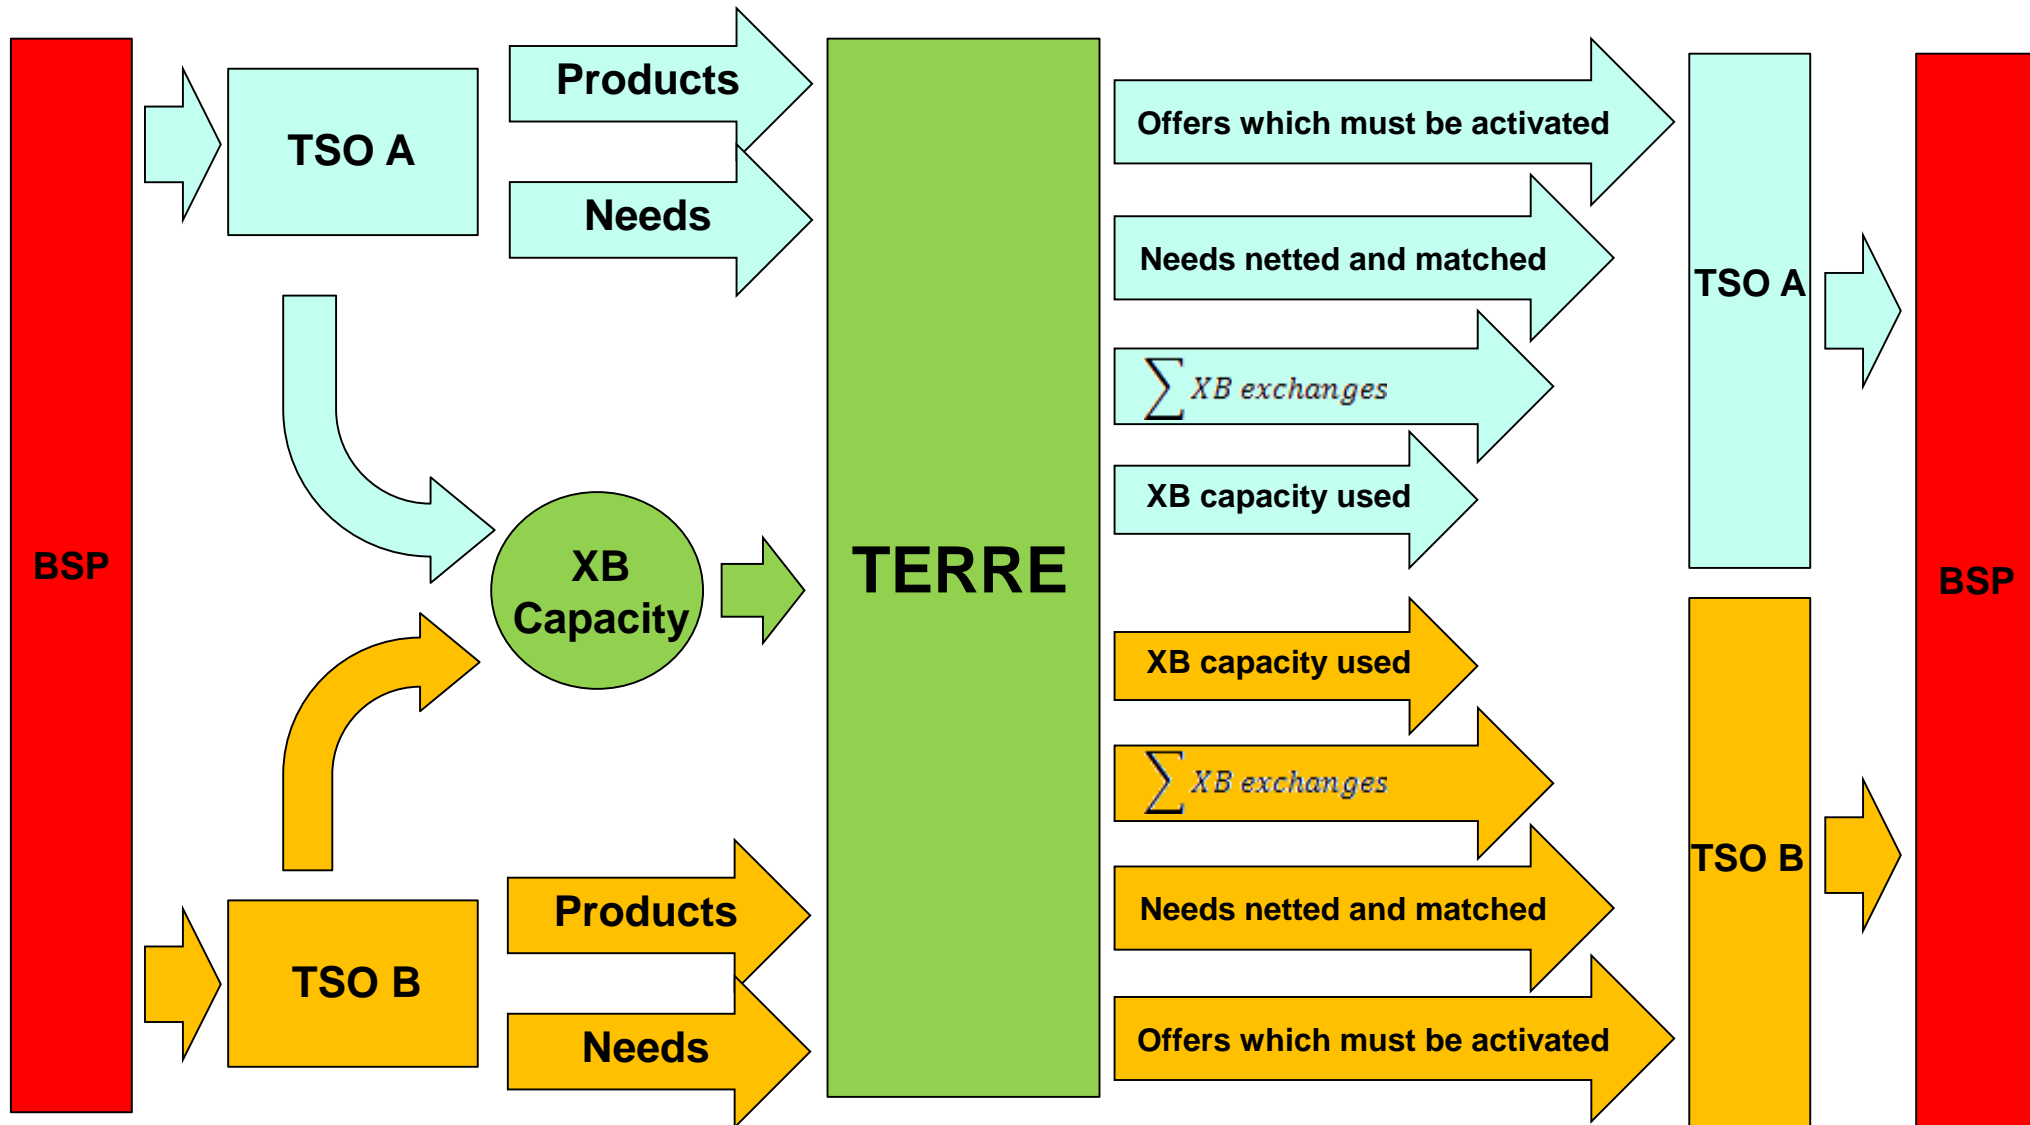 BSP
TSO A
Products
Needs
XB
Capacity
TSO B
Products
Needs
TERRE
Offers which must be activated
Needs netted and matched
∑ XB exchanges
XB capacity used
XB capacity used
∑ XB exchanges
Needs netted and matched
Offers which must be activated
TSO A
TSO B
BSP